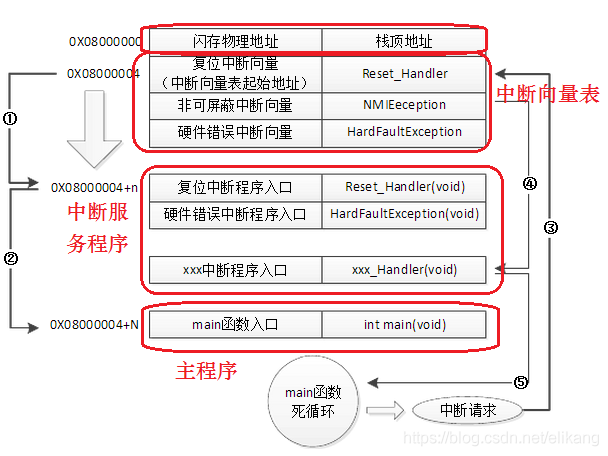 0X08000000
闪存物理地址
栈顶地址
0X08000004
复位中断向量
（中断向量表起始地址）
Reset_Handler
非可屏蔽中断向量
NMIEeception
硬件错误中断向量
HardFaultException
中断向量表
①
④
③
0X08000004+n
复位中断程序入口
Reset_Handler(void)
硬件错误中断程序入口
HardFaultException(void)
中断服
务程序
②
xxx中断程序入口
xxx_Handler(void)
0X08000004+N
main函数入口
int main(void)
主程序
⑤
main函数
死循环
中断请求
https://blog.csdn.net/elikang